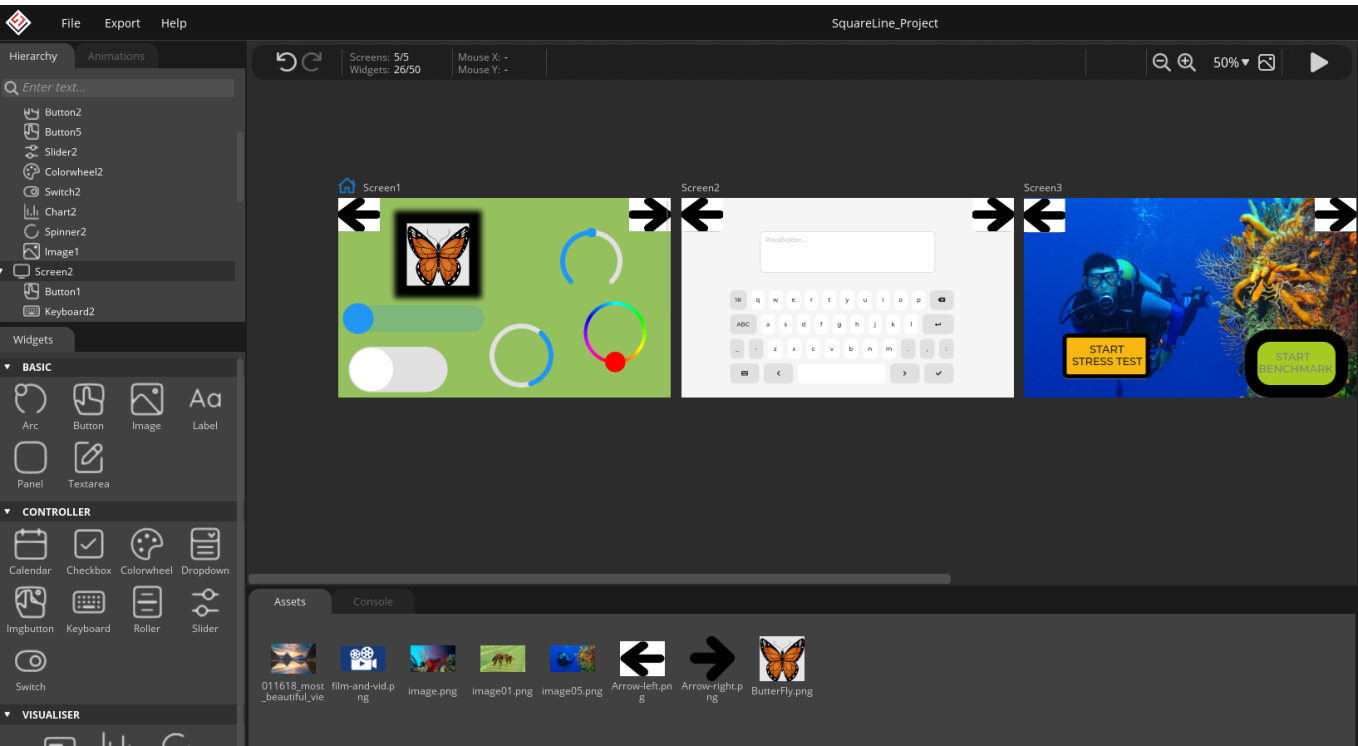 File Export Help
SquareLine_Project
Hierarchy Animations
Screens: 5/5 Mouse X: -
Widgets: 26/50 Mouse Y: -
50%
Enter text...
Button2
Button5
Slider2
Colorwheel2
Switch2
Chart2
Spinner2
Image1
Screen2
Button1
Keyboard2
Widgets
BASIC
Arc Button Image Label
Aa
Panel Textarea
CONTROLLER
Calendar Checkbox Colorwheel Dropdown
Imgbutton Keyboard Roller Slider
Switch
VISUALISER
Screen1
Screen2
Placeholder...
1# q w e r t y u i o p
ABC a s d f g h j k l
_ - z x c v b n m . , :
Screen3
START
STRESS TEST
START
BENCHMARK
Assets Console
011618_most
_beautiful_vie
film-and-vid.p
ng
image.png
image01.png
image05.png
Arrow-left.pn
g
Arrow-right.p
ng
ButterFly.png